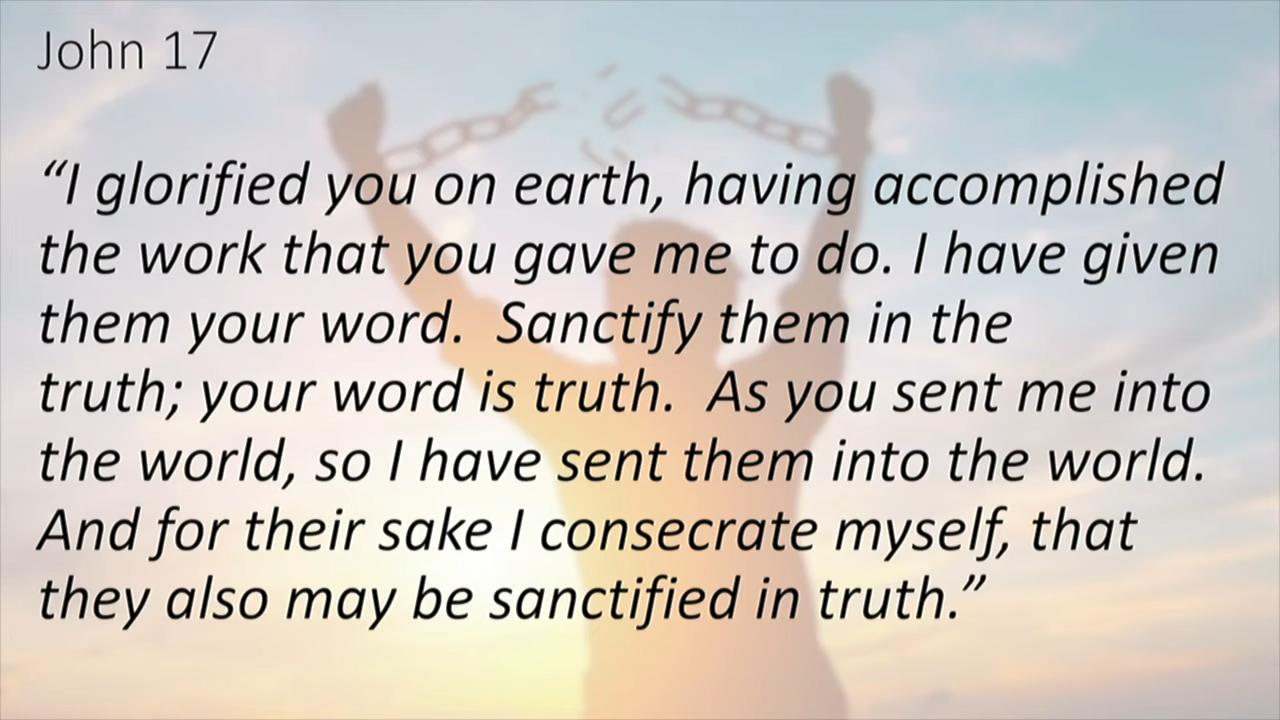 John 17
“I glorified you on earth, having accomplished
the work that you gave me to do. I have given
them your word.  Sanctify them in the
truth; your word is truth.  As you sent me into
the world, so I have sent them into the world.
And for their sake I consecrate myself, that
they also may be sanctified in truth.”